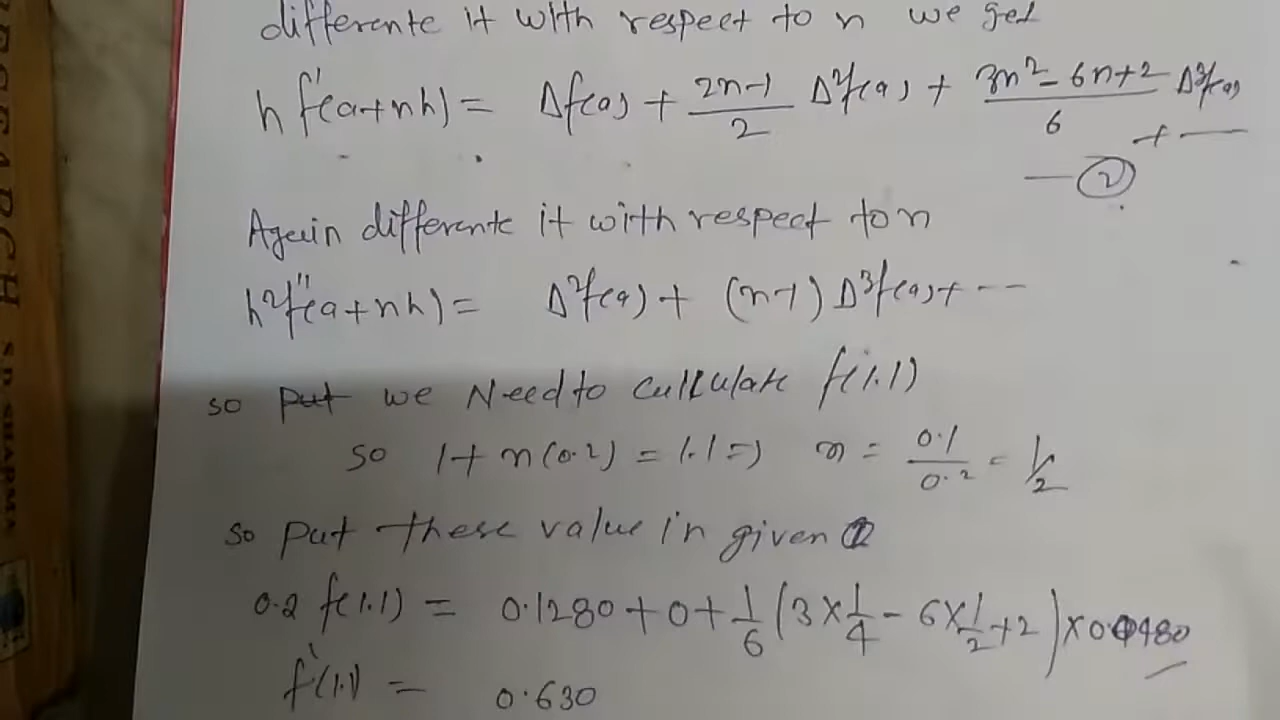 differente it with respect to n we get
h f'(a+nh) = Δf(a) + (2n-1)/2 Δ²f(a) + (3n²-6n+2)/6 Δ³f(a)
+ ---
— ②
Again differente it with respect to n
h²f''(a+nh) = Δ²f(a) + (n-1) Δ³f(a) + ---
so we Need to Calculate f'(1.1)
so 1+n(0.2) = 1.1 => n = 0.1/0.2 = 1/2
so put these value in given 2
0.2 f'(1.1) = 0.1280 + 0 + 1/6 (3×1/4 - 6×1/2 + 2) × 0.0480
f'(1.1) = 0.630
SD SHARMA